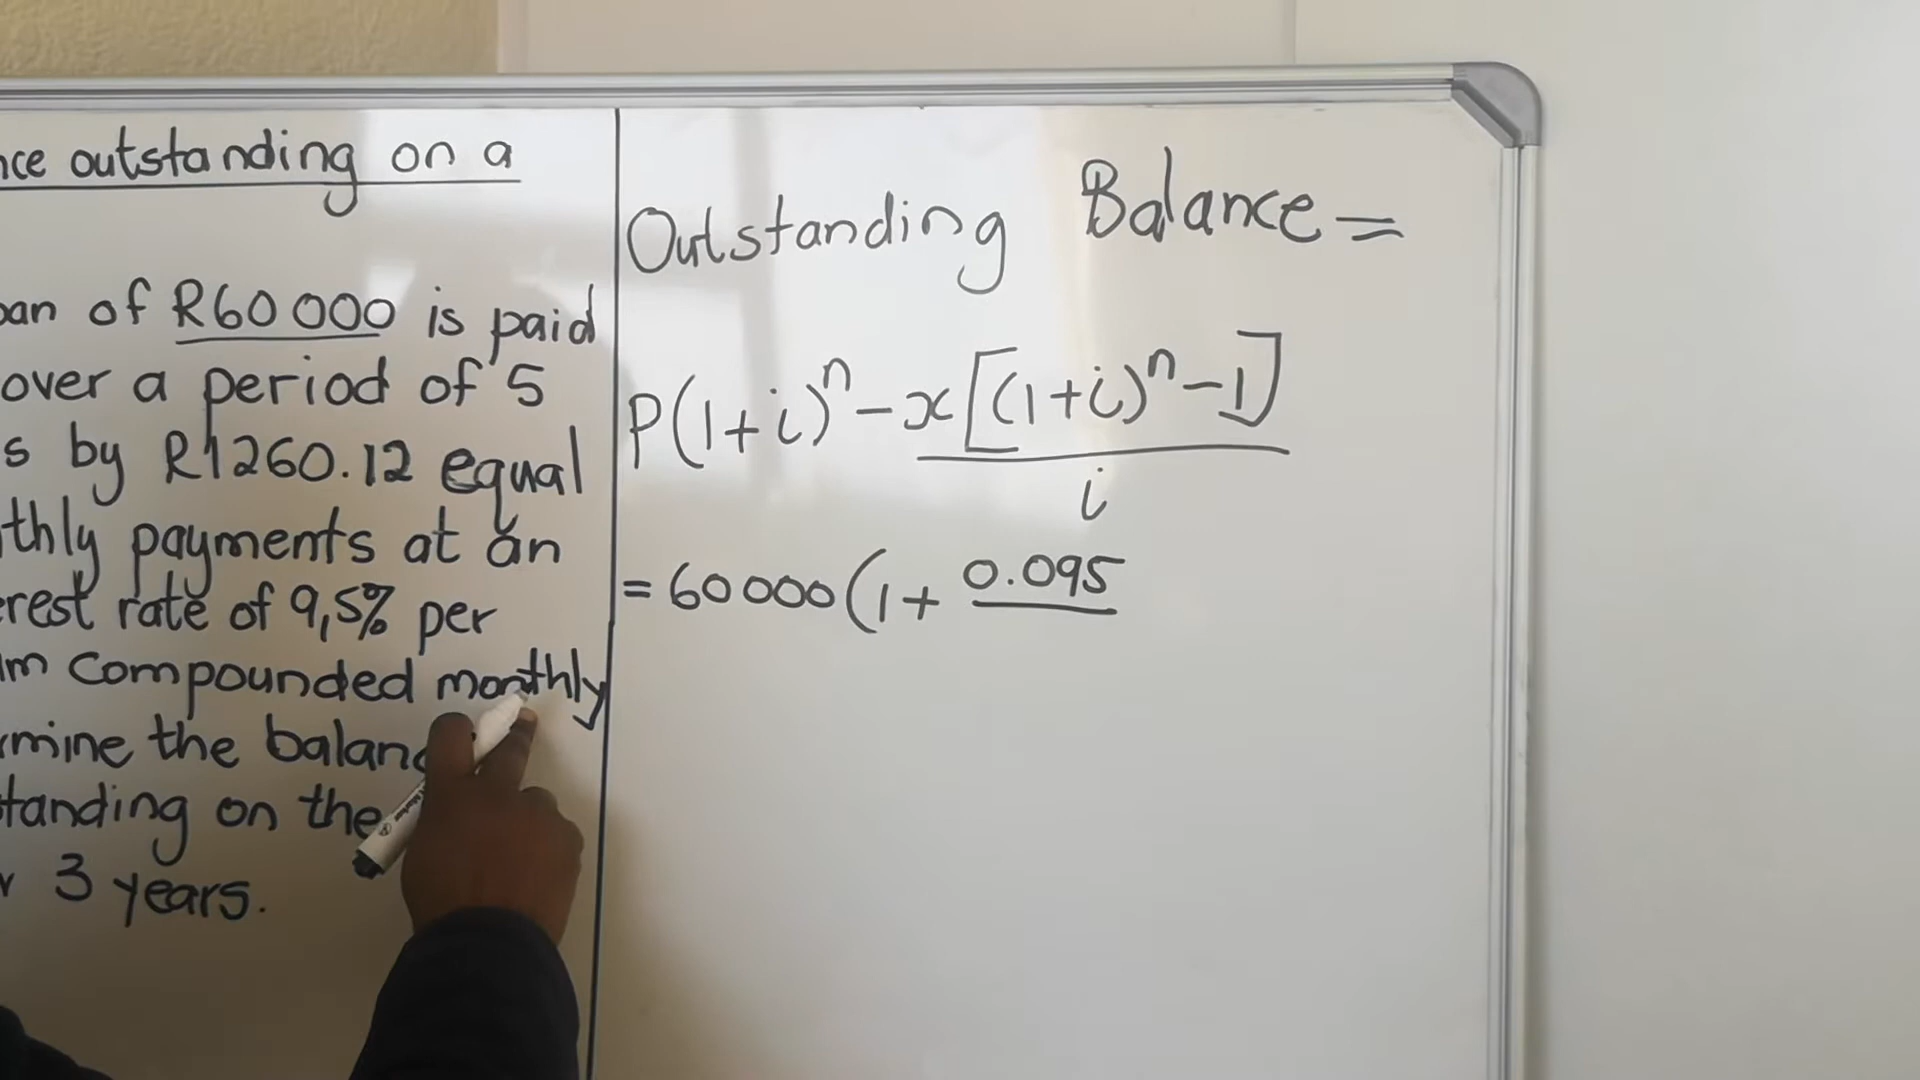 nce outstanding on a
oan of R60 000 is paid
over a period of 5
s by R1260.12 equal
thly payments at an
erest rate of 9,5% per
um compounded monthly
rmine the balanc
tanding on the
r 3 years.
Outstanding Balance =
P(1+i)^n - x[(1+i)^n - 1]
i
= 60 000 (1 + 0.095